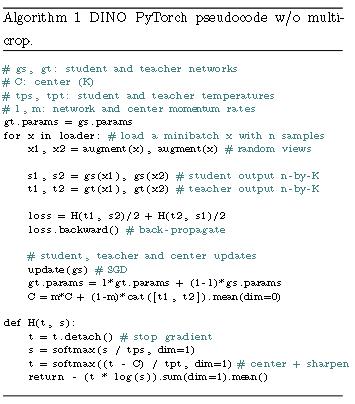 Algorithm 1 DINO PyTorch pseudocode w/o multi-
crop.
# gs, gt: student and teacher networks
# C: center (K)
# tps, tpt: student and teacher temperatures
# l, m: network and center momentum rates
gt.params = gs.params
for x in loader: # load a minibatch x with n samples
    x1, x2 = augment(x), augment(x) # random views
    s1, s2 = gs(x1), gs(x2) # student output n-by-K
    t1, t2 = gt(x1), gt(x2) # teacher output n-by-K
    loss = H(t1, s2)/2 + H(t2, s1)/2
    loss.backward() # back-propagate
    # student, teacher and center updates
    update(gs) # SGD
    gt.params = l*gt.params + (1-l)*gs.params
    C = m*C + (1-m)*cat([t1, t2]).mean(dim=0)
def H(t, s):
    t = t.detach() # stop gradient
    s = softmax(s / tps, dim=1)
    t = softmax((t - C) / tpt, dim=1) # center + sharpen
    return - (t * log(s)).sum(dim=1).mean()